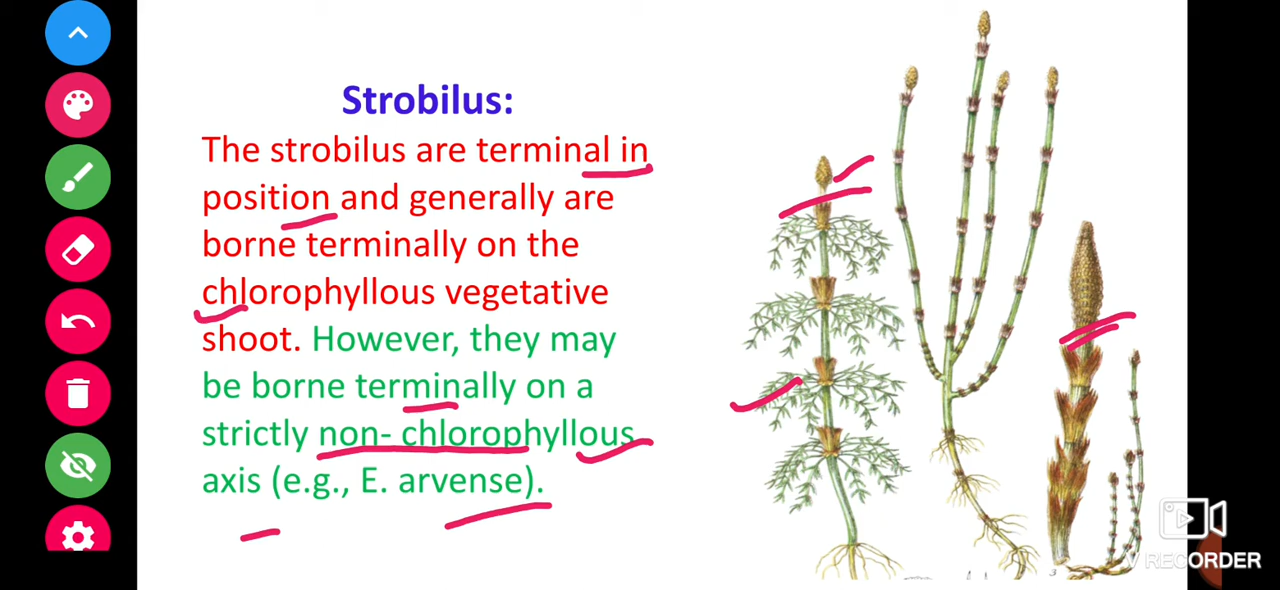 Strobilus:
The strobilus are terminal in
position and generally are
borne terminally on the
chlorophyllous vegetative
shoot. However, they may
be borne terminally on a
strictly non- chlorophyllous
axis (e.g., E. arvense).
3
V RECORDER